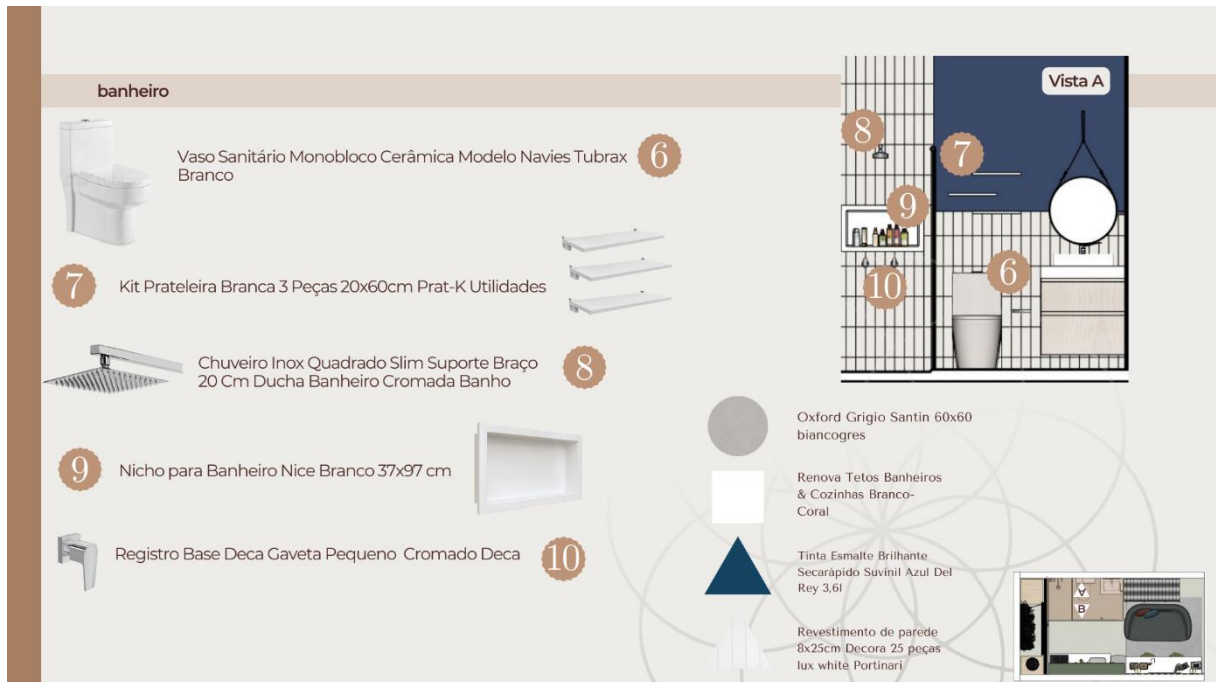 banheiro
Vaso Sanitário Monobloco Cerâmica Modelo Navies Tubrax
Branco
6
7
Kit Prateleira Branca 3 Peças 20x60cm Prat-K Utilidades
Chuveiro Inox Quadrado Slim Suporte Braço
20 Cm Ducha Banheiro Cromada Banho
8
9
Nicho para Banheiro Nice Branco 37x97 cm
Registro Base Deca Gaveta Pequeno Cromado Deca
10
Vista A
8
7
9
6
10
Oxford Grigio Santin 60x60
biancogres
Renova Tetos Banheiros
& Cozinhas Branco-
Coral
Tinta Esmalte Brilhante
Secarápido Suvinil Azul Del
Rey 3,6l
Revestimento de parede
8x25cm Decora 25 peças
lux white Portinari
A
B